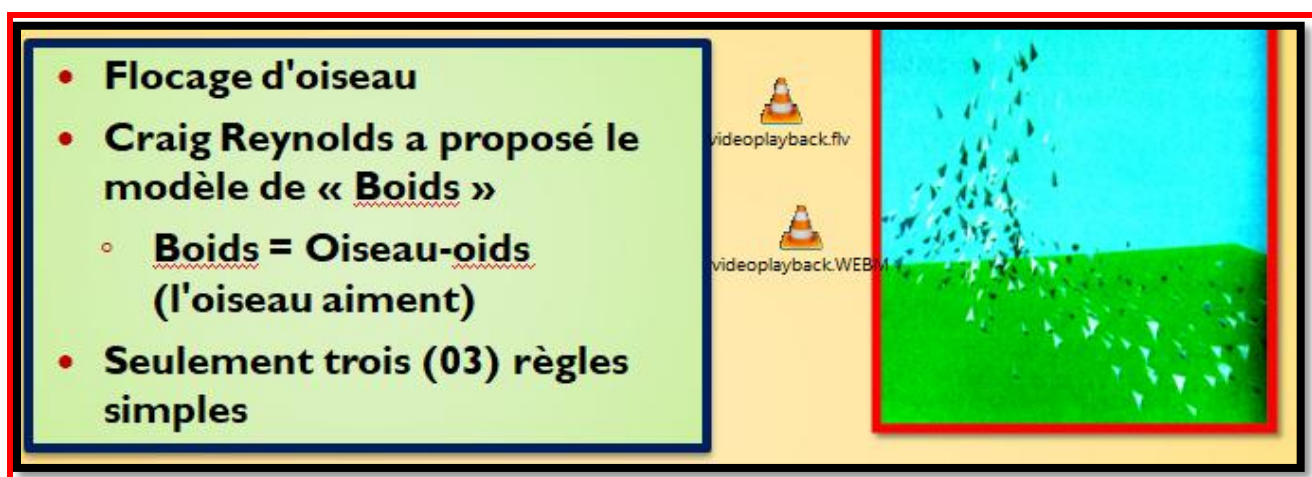 • Flocage d'oiseau
• Craig Reynolds a proposé le
modèle de « Boids »
◦ Boids = Oiseau-oids
(l'oiseau aiment)
• Seulement trois (03) règles
simples
videoplayback.flv
videoplayback.WEBM